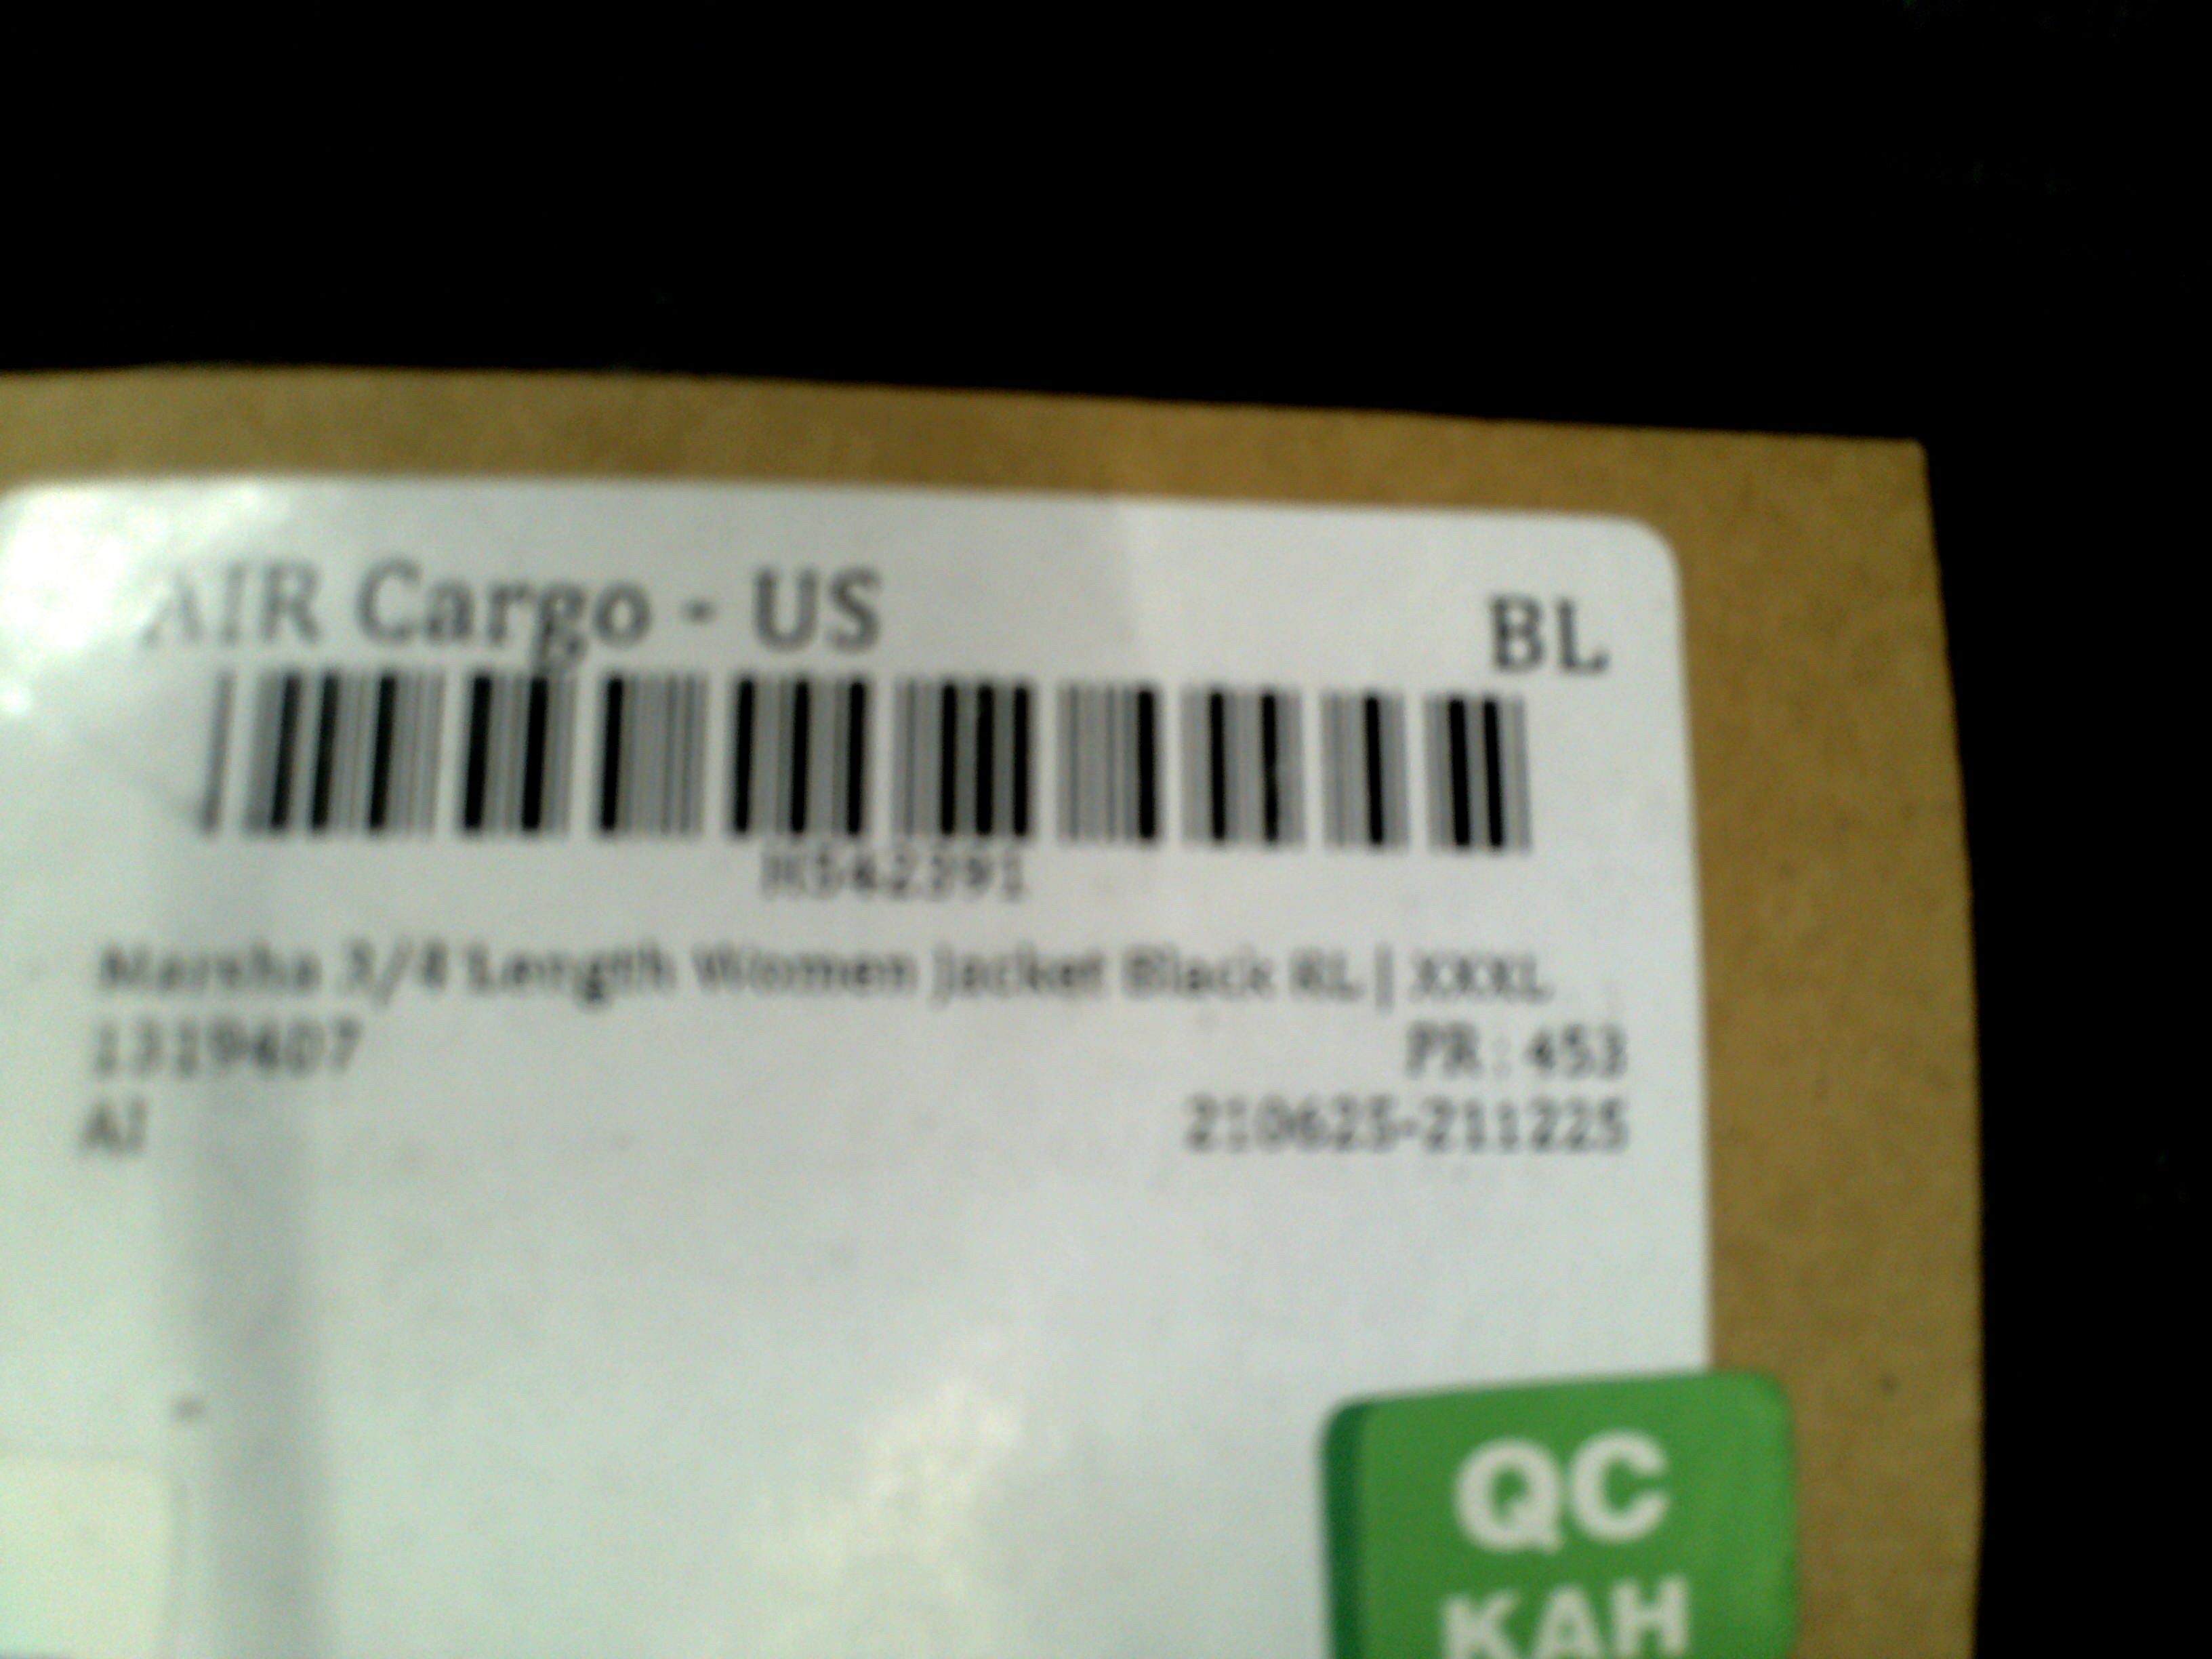 AIR Cargo - US
BL
H542391
Marsha 3/4 Length Women Jacket Black RL | XXXL
1319407
PR : 453
AI
210625-211225
QC
KAH